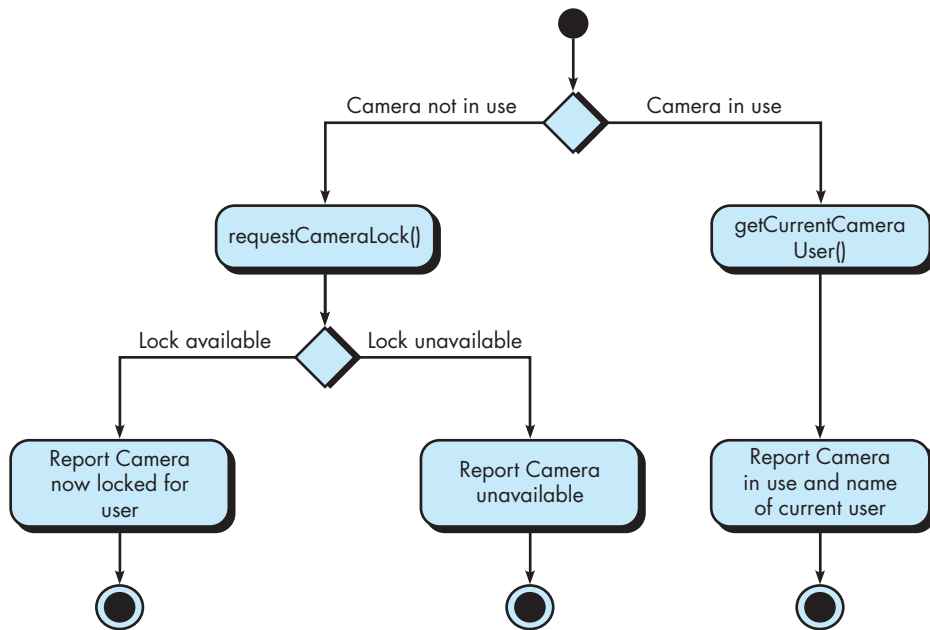 Camera not in use
Camera in use
requestCameraLock()
getCurrentCamera
User()
Lock available
Lock unavailable
Report Camera
now locked for
user
Report Camera
unavailable
Report Camera
in use and name
of current user